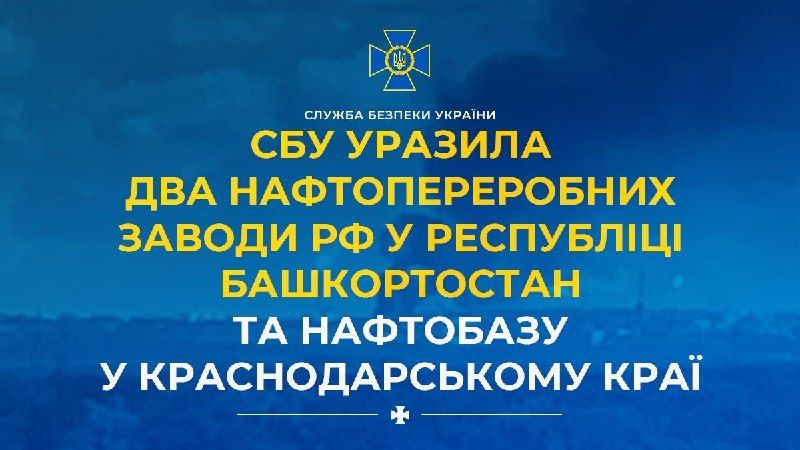 СЛУЖБА БЕЗПЕКИ УКРАЇНИ
СБУ УРАЗИЛА
ДВА НАФТОПЕРЕРОБНИХ
ЗАВОДИ РФ У РЕСПУБЛІЦІ
БАШКОРТОСТАН
ТА НАФТОБАЗУ
У КРАСНОДАРСЬКОМУ КРАЇ